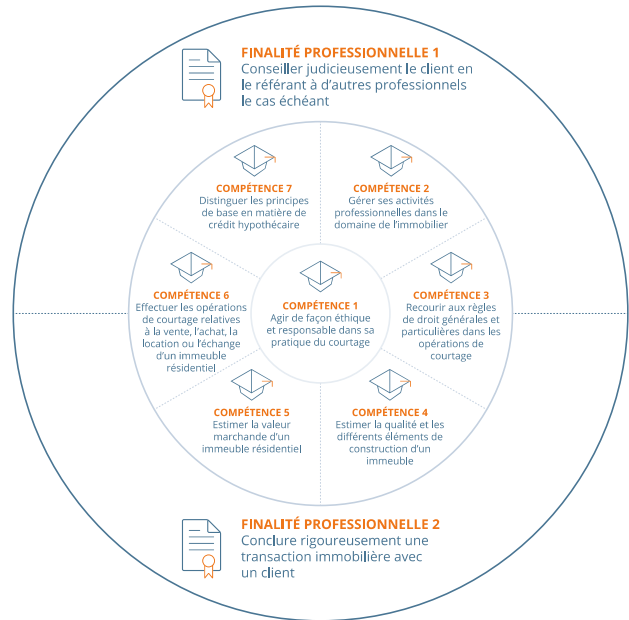 FINALITÉ PROFESSIONNELLE 1
Conseiller judicieusement le client en
le référant à d'autres professionnels
le cas échéant
COMPÉTENCE 7
Distinguer les principes
de base en matière de
crédit hypothécaire
COMPÉTENCE 2
Gérer ses activités
professionnelles dans le
domaine de l'immobilier
COMPÉTENCE 6
Effectuer les opérations
de courtage relatives
à la vente, l'achat, la
location ou l'échange
d'un immeuble
résidentiel
COMPÉTENCE 1
Agir de façon éthique
et responsable dans sa
pratique du courtage
COMPÉTENCE 3
Recourir aux règles
de droit générales et
particulières dans les
opérations de
courtage
COMPÉTENCE 5
Estimer la valeur
marchande d'un
immeuble résidentiel
COMPÉTENCE 4
Estimer la qualité et les
différents éléments de
construction d'un
immeuble
FINALITÉ PROFESSIONNELLE 2
Conclure rigoureusement une
transaction immobilière avec
un client